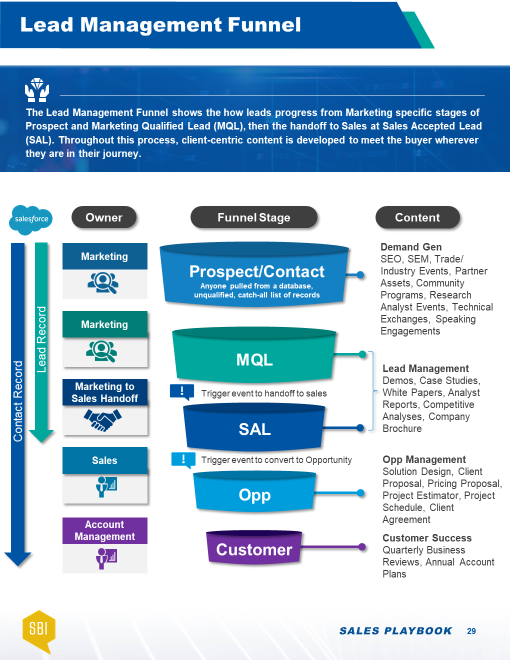 Lead Management Funnel
The Lead Management Funnel shows the how leads progress from Marketing specific stages of
Prospect and Marketing Qualified Lead (MQL), then the handoff to Sales at Sales Accepted Lead
(SAL). Throughout this process, client-centric content is developed to meet the buyer wherever
they are in their journey.
salesforce
Owner
Funnel Stage
Content
Contact Record
Lead Record
Marketing
Prospect/Contact
Anyone pulled from a database,
unqualified, catch-all list of records
Demand Gen
SEO, SEM, Trade/
Industry Events, Partner
Assets, Community
Programs, Research
Analyst Events, Technical
Exchanges, Speaking
Engagements
Marketing
MQL
Lead Management
Demos, Case Studies,
White Papers, Analyst
Reports, Competitive
Analyses, Company
Brochure
Marketing to
Sales Handoff
!
Trigger event to handoff to sales
SAL
Sales
!
Trigger event to convert to Opportunity
Opp
Opp Management
Solution Design, Client
Proposal, Pricing Proposal,
Project Estimator, Project
Schedule, Client
Agreement
Account
Management
Customer
Customer Success
Quarterly Business
Reviews, Annual Account
Plans
SBI
SALES PLAYBOOK 29